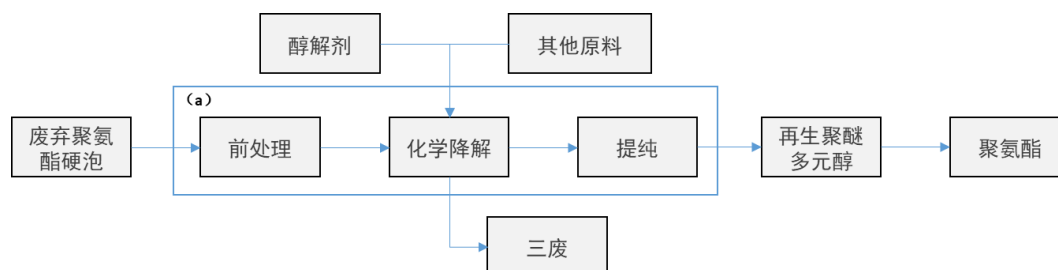 醇解剂
其他原料
（a）
废弃聚氨
酯硬泡
前处理
化学降解
提纯
再生聚醚
多元醇
聚氨酯
三废